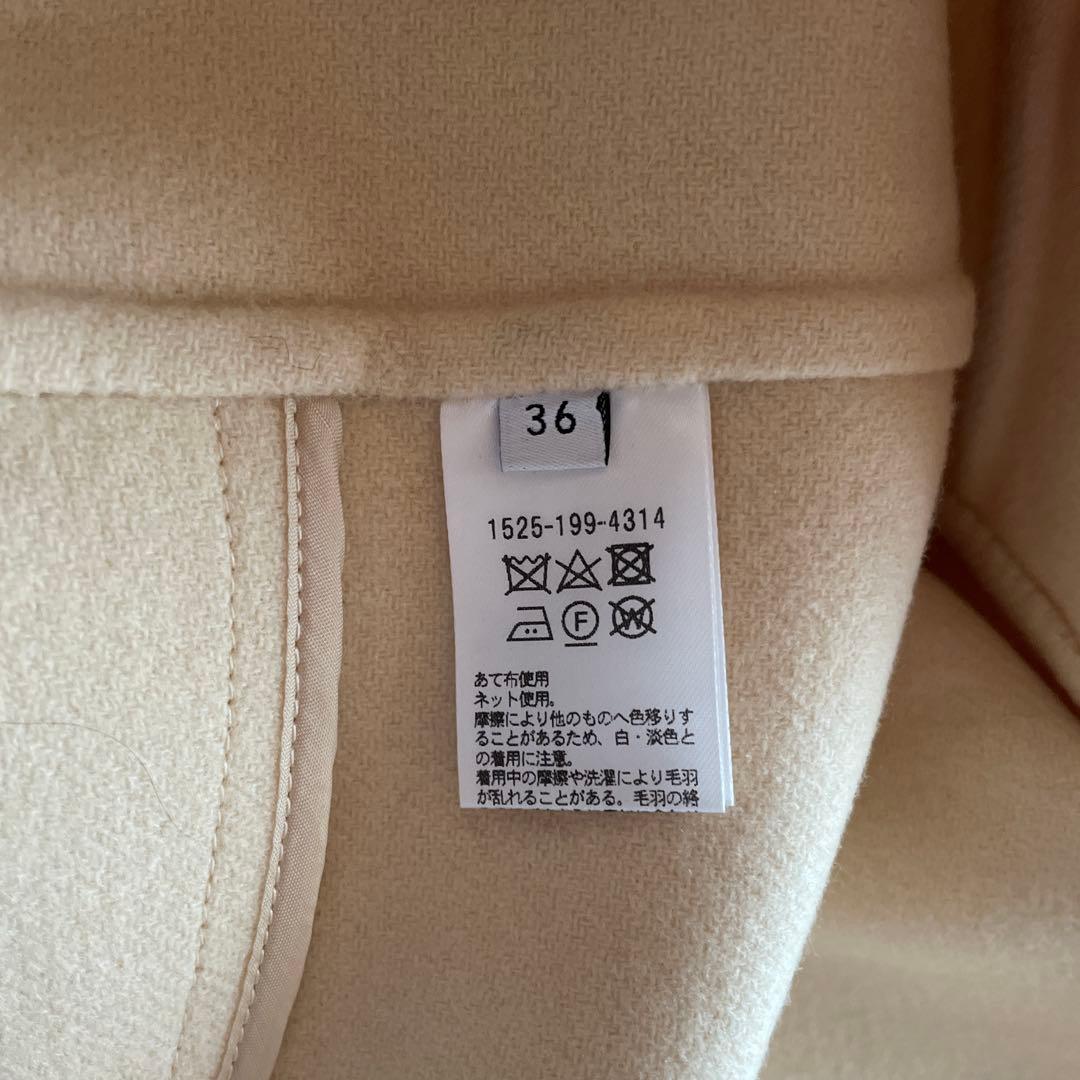 36
1525-199-4314
F W
あて布使用
ネット使用。
摩擦により他のものへ色移りす
ることがあるため、白・淡色と
の着用に注意。
着用中の摩擦や洗濯により毛羽
が乱れることがある。毛羽の絡